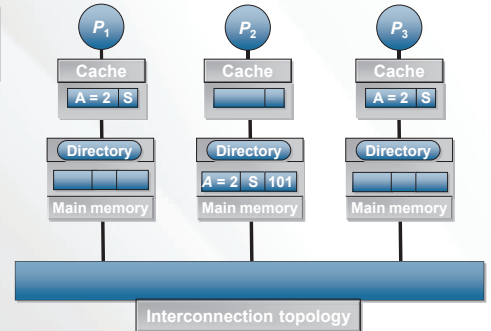 P1 P2 P3
Cache Cache Cache
A = 2 S A = 2 S
Directory Directory Directory
A = 2 S 101
Main memory Main memory Main memory
Interconnection topology